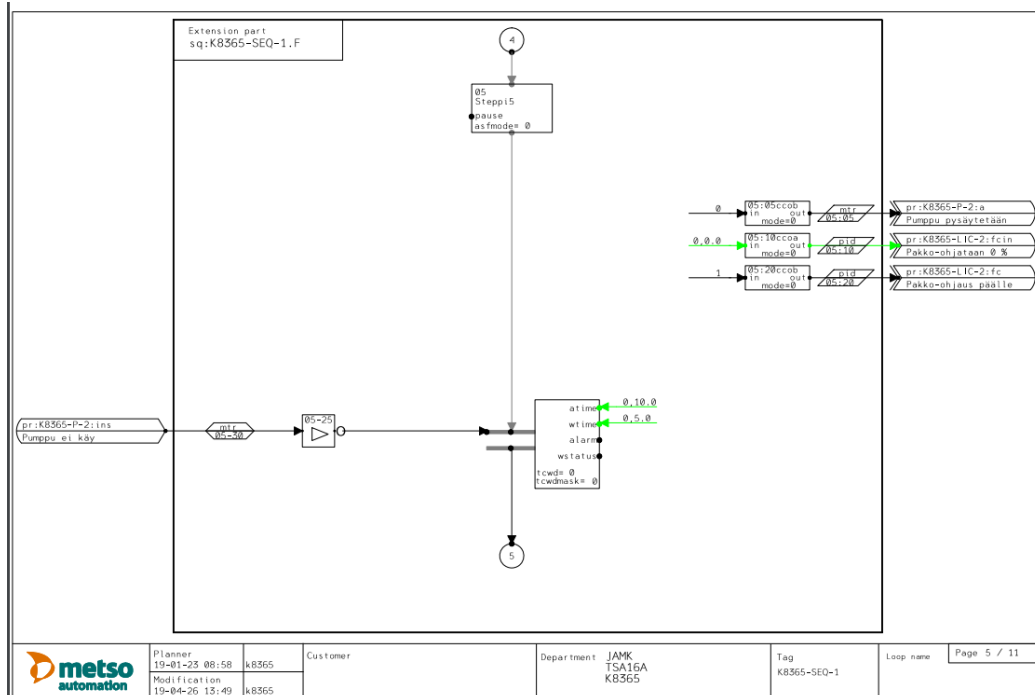 Extension part
sq:K8365-SEQ-1.F
4
05
Steppi5
pause
asfmode= 0
0
05:05ccob
in out
mode=0
mtr
05:05
pr:K8365-P-2:a
Pumppu pysäytetään
0,0.0
05:10ccoa
in out
mode=0
pid
05:10
pr:K8365-LIC-2:fcin
Pakko-ohjataan 0 %
1
05:20ccob
in out
mode=0
pid
05:20
pr:K8365-LIC-2:fc
Pakko-ohjaus päälle
pr:K8365-P-2:ins
Pumppu ei käy
mtr
05-30
05-25
atime
0,10.0
wtime
0,5.0
alarm
wstatus
tcwd= 0
tcwdmask= 0
5
metso
automation
Planner
19-01-23 08:58 k8365
Modification
19-04-26 13:49 k8365
Customer
Department JAMK
TSA16A
K8365
Tag
K8365-SEQ-1
Loop name
Page 5 / 11